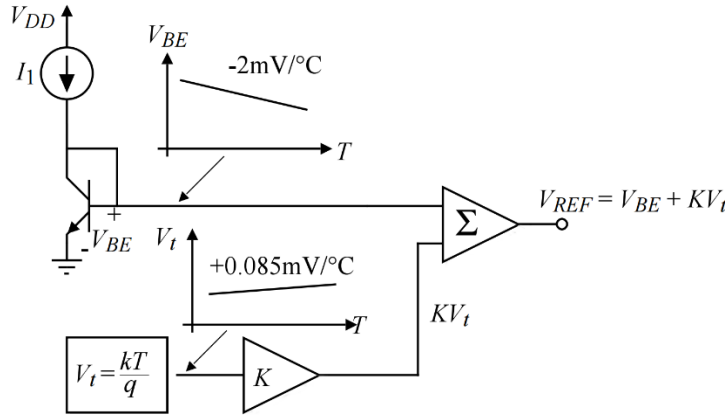 V_DD
I_1
V_BE
-2mV/°C
T
+
-
V_BE
Σ
V_REF = V_BE + KV_t
V_t
+0.085mV/°C
T
KV_t
V_t = kT/q
K